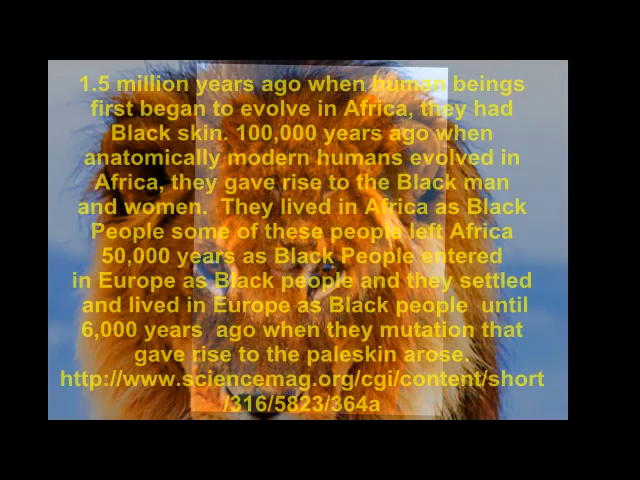 1.5 million years ago when human beings
first began to evolve in Africa, they had
Black skin. 100,000 years ago when
anatomically modern humans evolved in
Africa, they gave rise to the Black man
and women. They lived in Africa as Black
People some of these people left Africa
50,000 years as Black People entered
in Europe as Black people and they settled
and lived in Europe as Black people until
6,000 years ago when they mutation that
gave rise to the paleskin arose.
http://www.sciencemag.org/cgi/content/short
/316/5823/364a